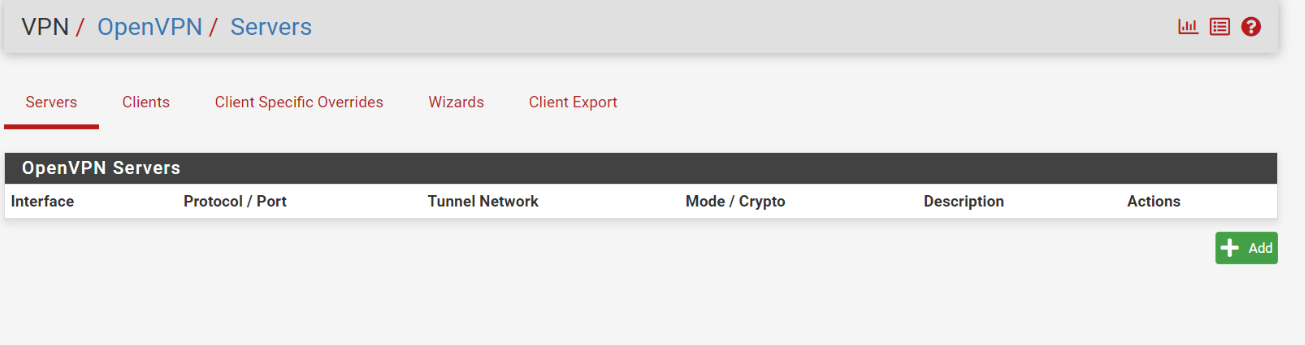 VPN / OpenVPN / Servers
Servers Clients Client Specific Overrides Wizards Client Export
OpenVPN Servers
Interface Protocol / Port Tunnel Network Mode / Crypto Description Actions
Add